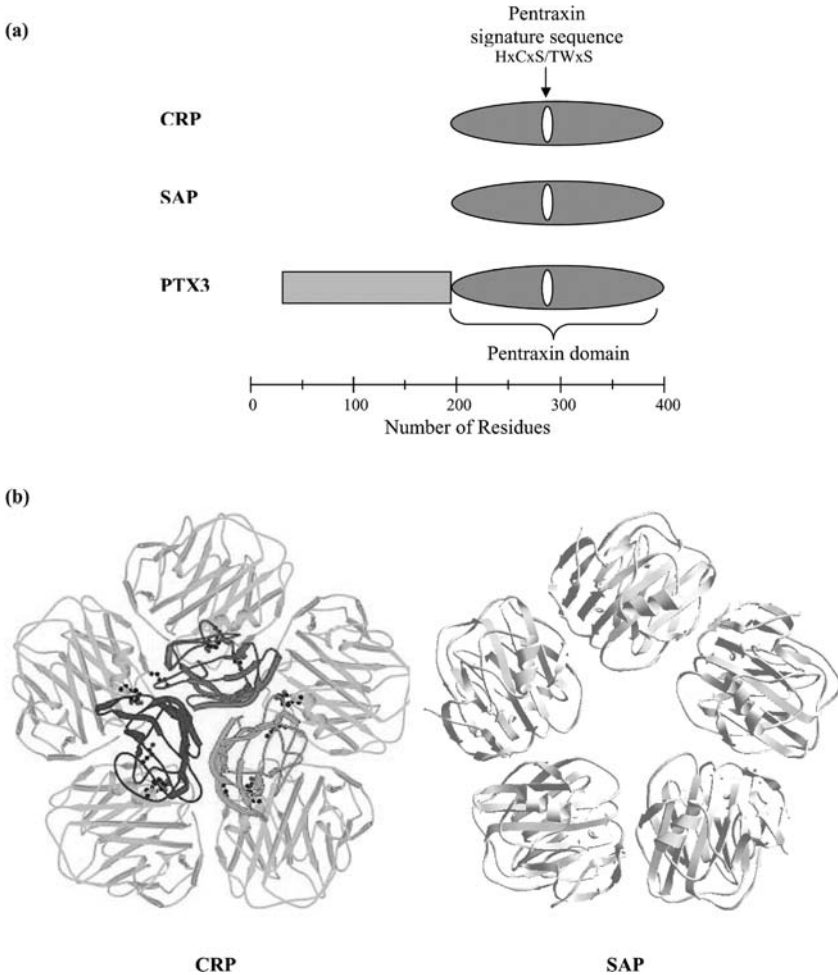 (a)
Pentraxin
signature sequence
HxCxS/TWxS
CRP
SAP
PTX3
Pentraxin domain
0 100 200 300 400
Number of Residues
(b)
CRP SAP